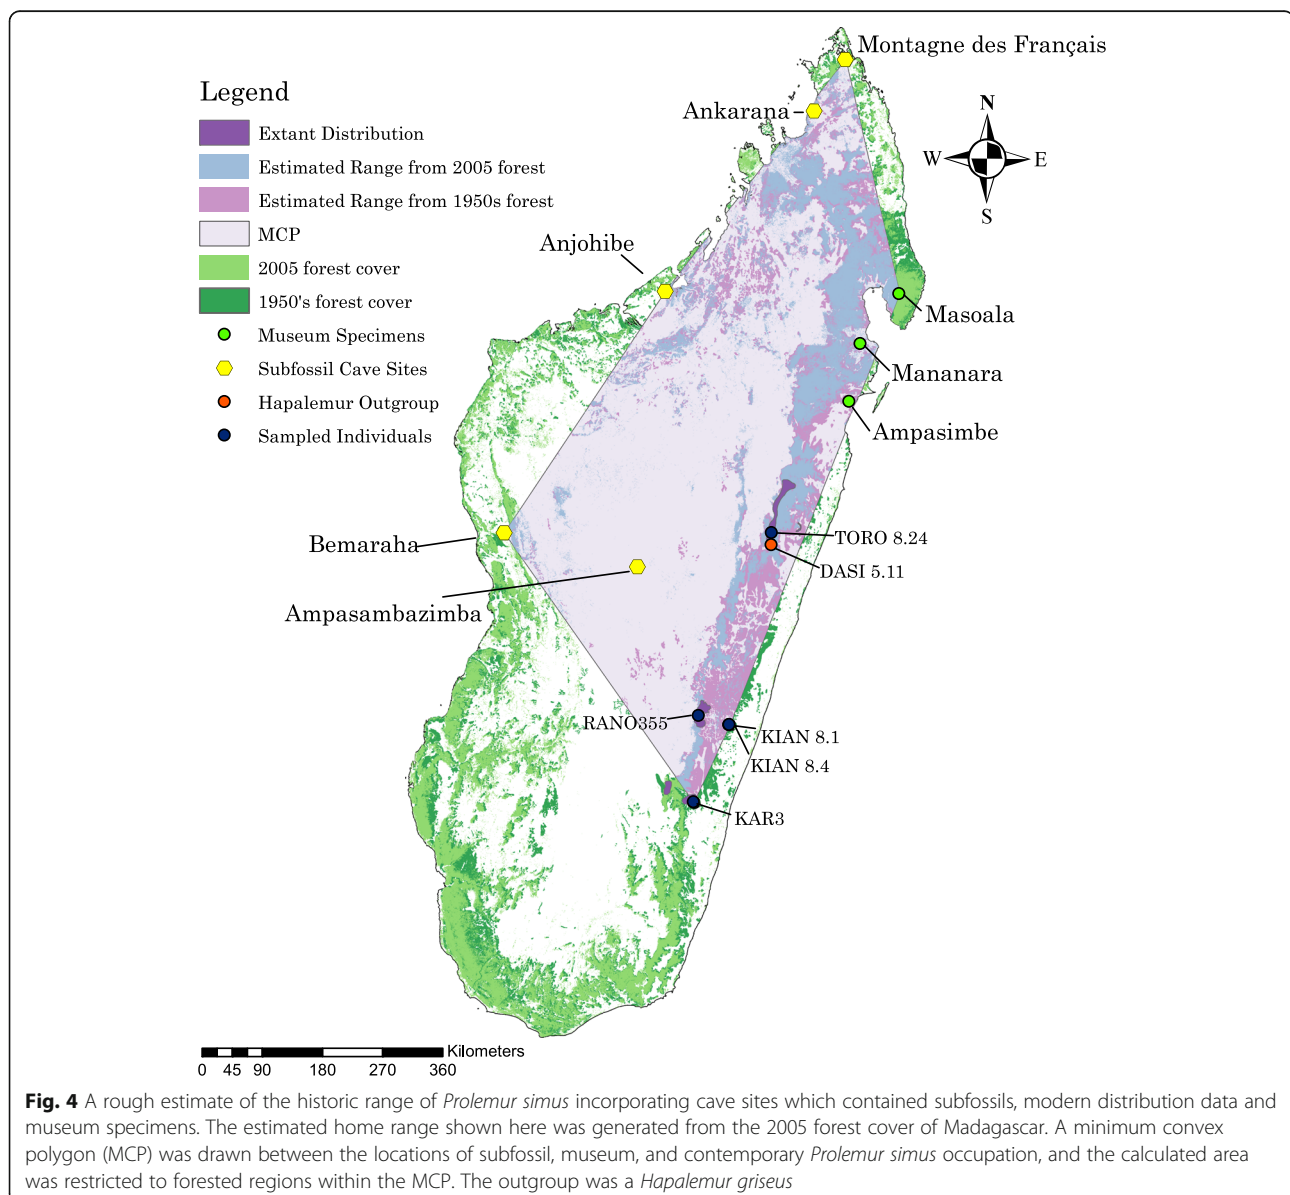 Montagne des Français
Legend
Ankarana
N
W
E
S
Extant Distribution
Estimated Range from 2005 forest
Estimated Range from 1950s forest
MCP
2005 forest cover
1950's forest cover
Museum Specimens
Subfossil Cave Sites
Hapalemur Outgroup
Sampled Individuals
Anjohibe
Masoala
Mananara
Ampasimbe
Bemaraha
TORO 8.24
DASI 5.11
Ampasambazimba
RANO355
KIAN 8.1
KIAN 8.4
KAR3
Kilometers
0 45 90 180 270 360
Fig. 4 A rough estimate of the historic range of Prolemur simus incorporating cave sites which contained subfossils, modern distribution data and
museum specimens. The estimated home range shown here was generated from the 2005 forest cover of Madagascar. A minimum convex
polygon (MCP) was drawn between the locations of subfossil, museum, and contemporary Prolemur simus occupation, and the calculated area
was restricted to forested regions within the MCP. The outgroup was a Hapalemur griseus